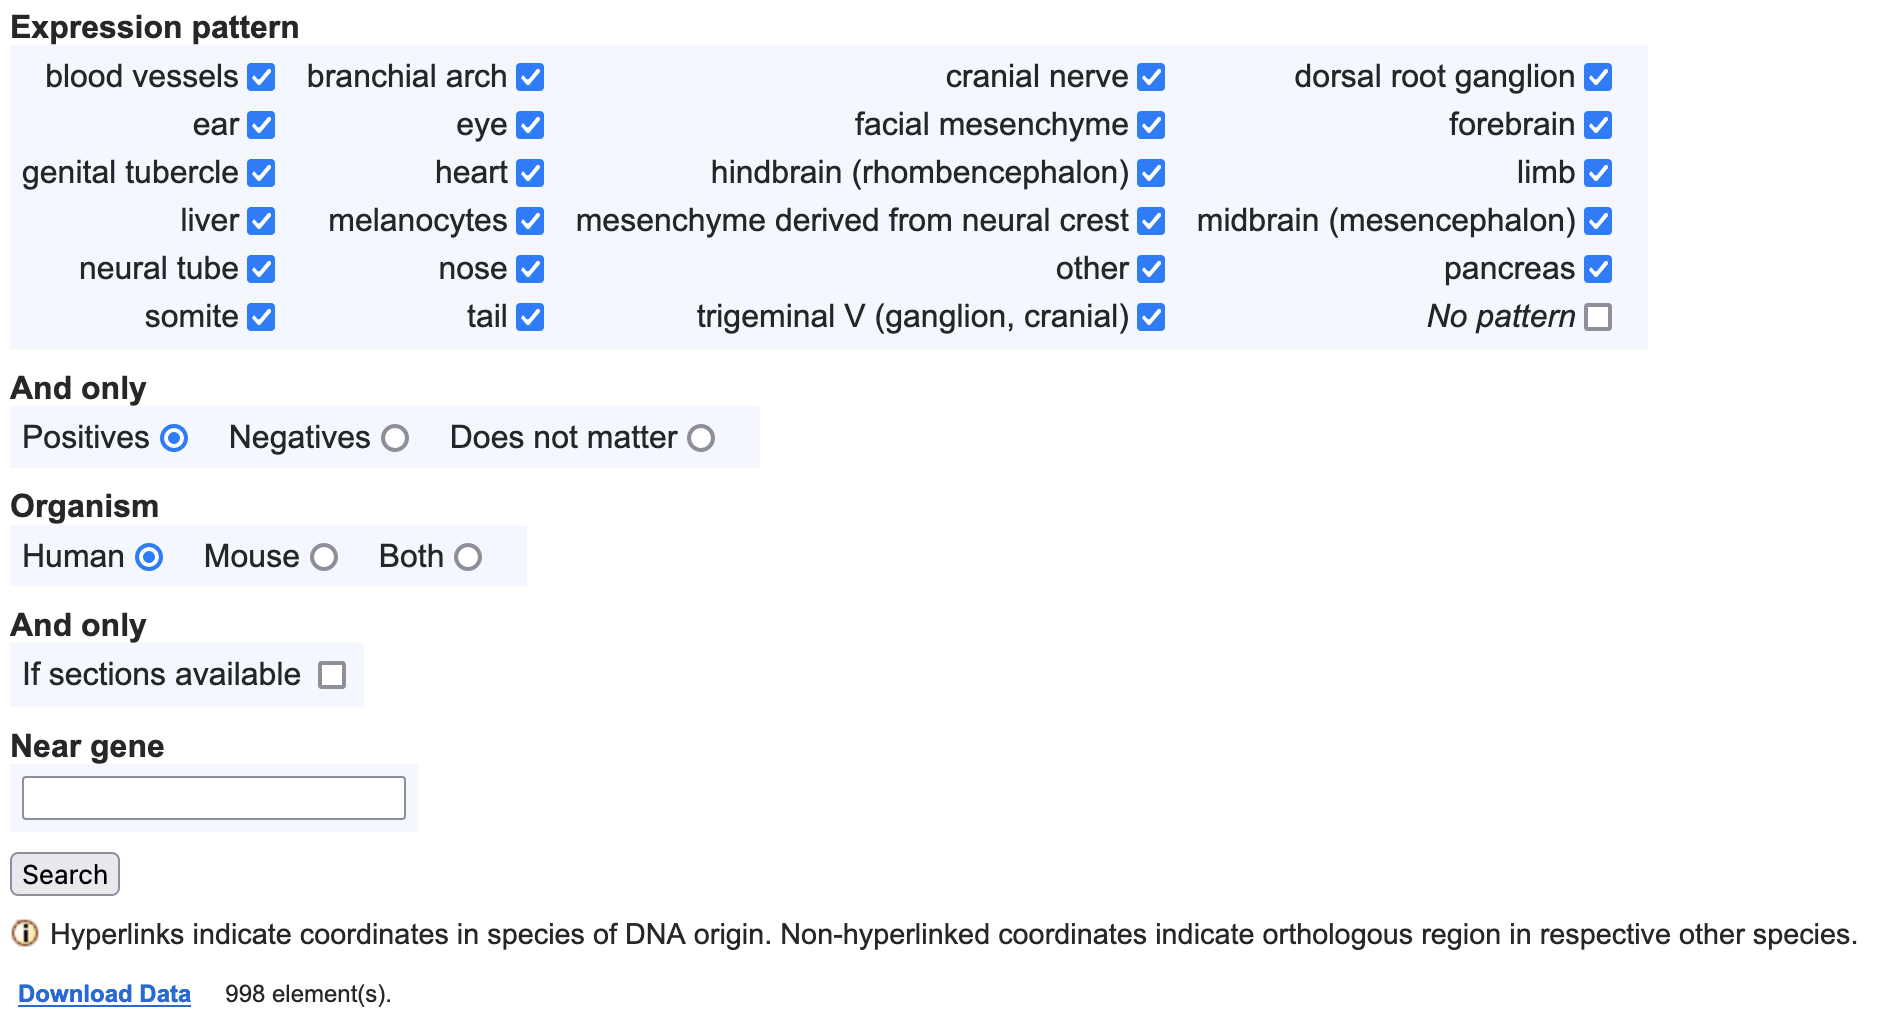 Expression pattern
blood vessels branchial arch cranial nerve dorsal root ganglion
ear eye facial mesenchyme forebrain
genital tubercle heart hindbrain (rhombencephalon) limb
liver melanocytes mesenchyme derived from neural crest midbrain (mesencephalon)
neural tube nose other pancreas
somite tail trigeminal V (ganglion, cranial) No pattern
And only
Positives Negatives Does not matter
Organism
Human Mouse Both
And only
If sections available
Near gene
Search
Hyperlinks indicate coordinates in species of DNA origin. Non-hyperlinked coordinates indicate orthologous region in respective other species.
Download Data 998 element(s).